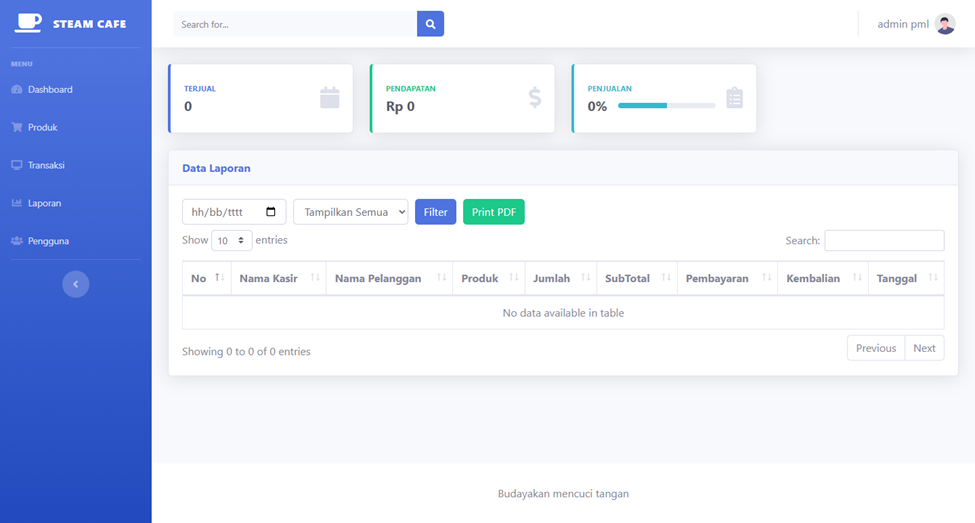 STEAM CAFE
Search for...
admin pml
MENU
Dashboard
Produk
Transaksi
Laporan
Pengguna
TERJUAL
0
PENDAPATAN
Rp 0
PENJUALAN
0%
Data Laporan
hh/bb/tttt Tampilkan Semua Filter Print PDF
Show 10 entries Search:
No Nama Kasir Nama Pelanggan Produk Jumlah SubTotal Pembayaran Kembalian Tanggal
No data available in table
Showing 0 to 0 of 0 entries Previous Next
Budayakan mencuci tangan